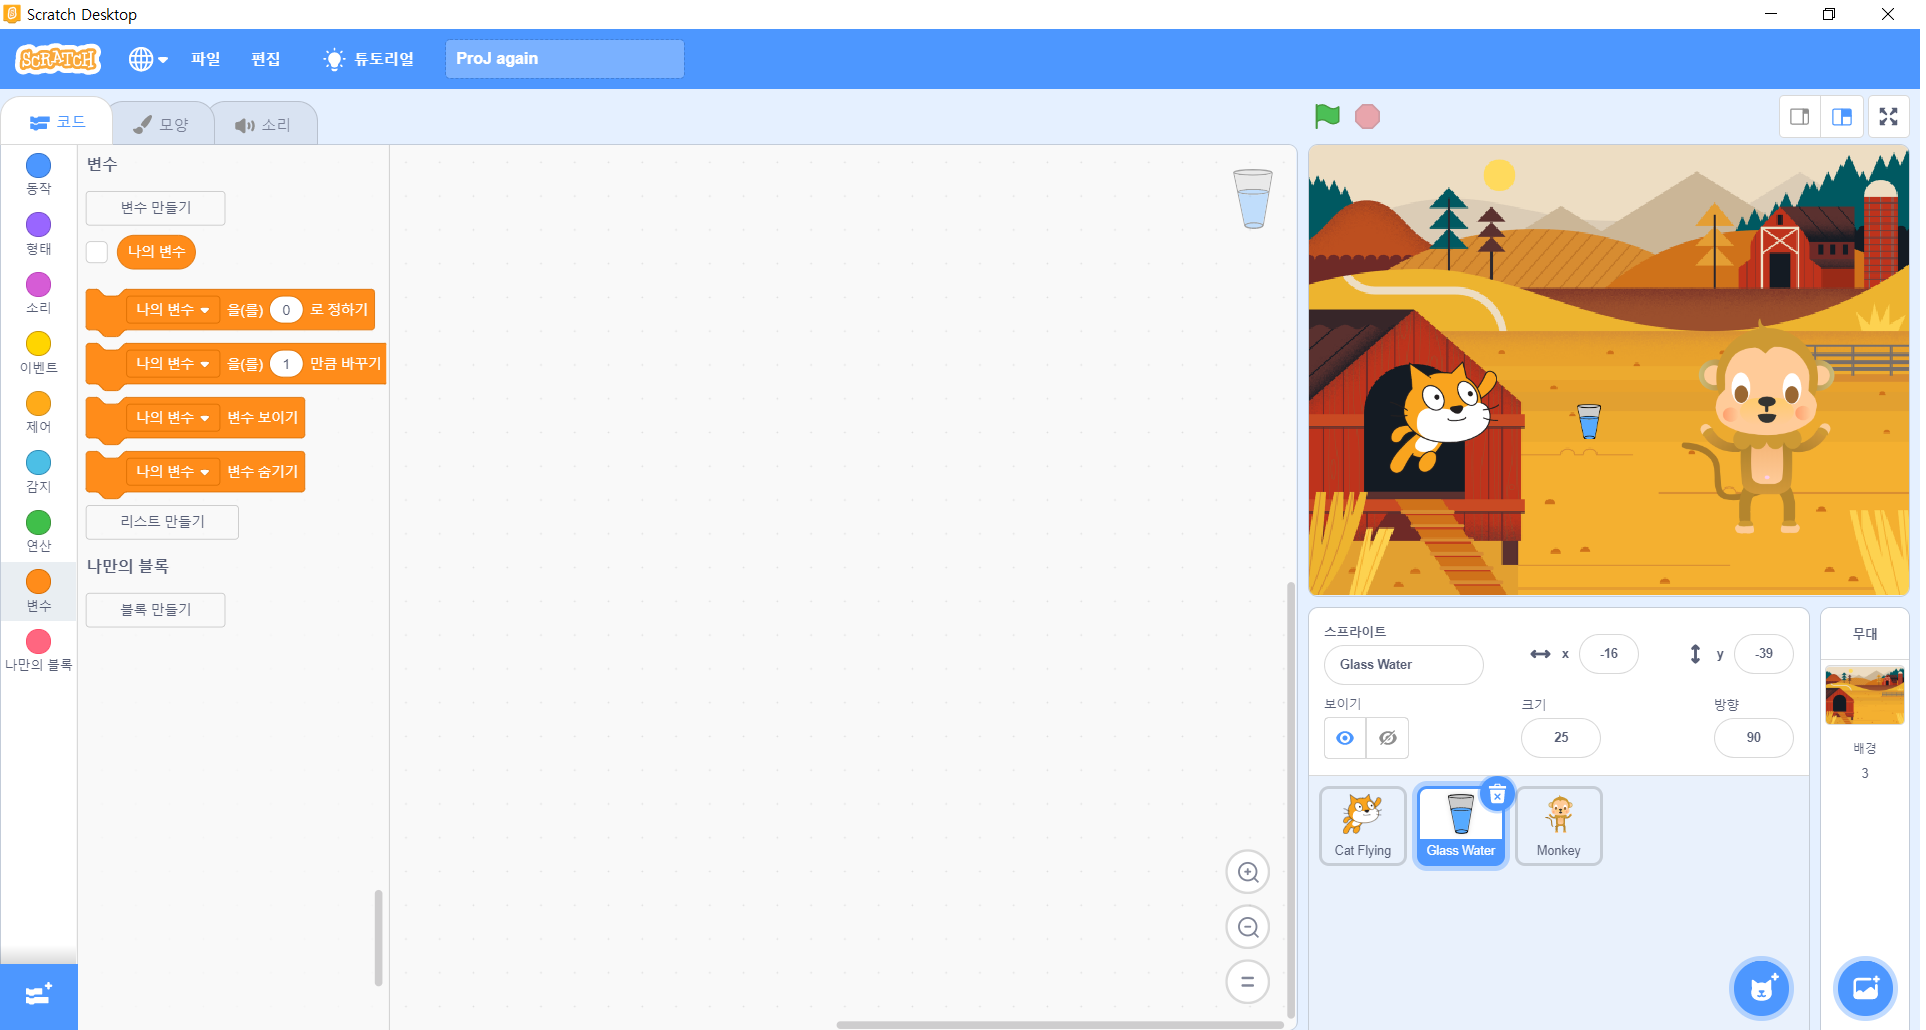 Scratch Desktop
SCRATCH
파일
편집
튜토리얼
ProJ again
코드
모양
소리
동작
형태
소리
이벤트
제어
감지
연산
변수
나만의 블록
변수
변수 만들기
나의 변수
나의 변수 을(를) 0 로 정하기
나의 변수 을(를) 1 만큼 바꾸기
나의 변수 변수 보이기
나의 변수 변수 숨기기
리스트 만들기
나만의 블록
블록 만들기
스프라이트
Glass Water
x -16
y -39
보이기
크기
25
방향
90
Cat Flying
Glass Water
Monkey
무대
배경
3